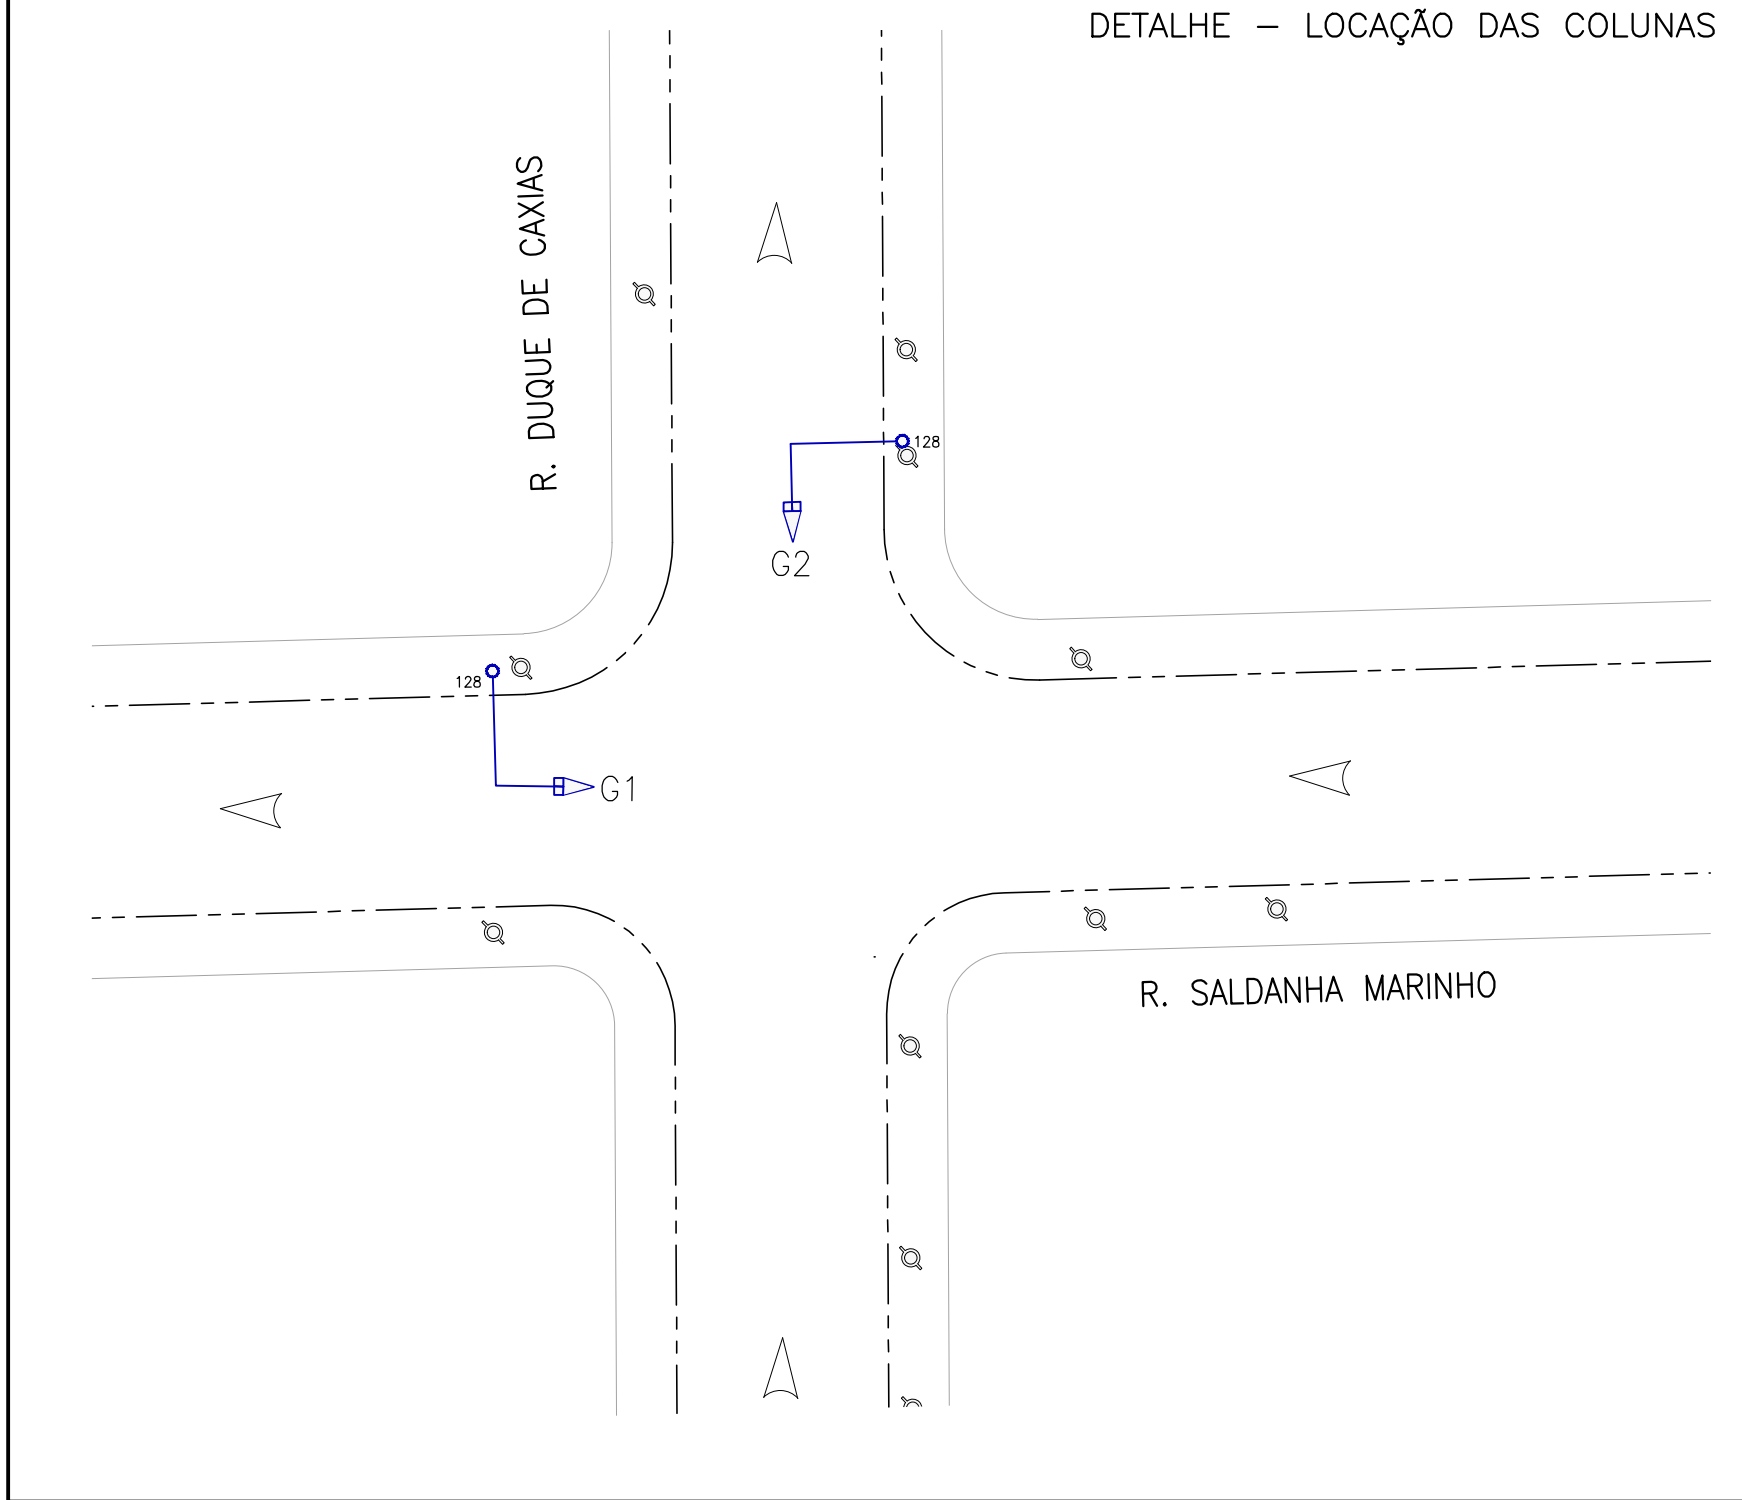 DETALHE – LOCAÇÃO DAS COLUNAS
R. DUQUE DE CAXIAS
128
G2
128
G1
R. SALDANHA MARINHO